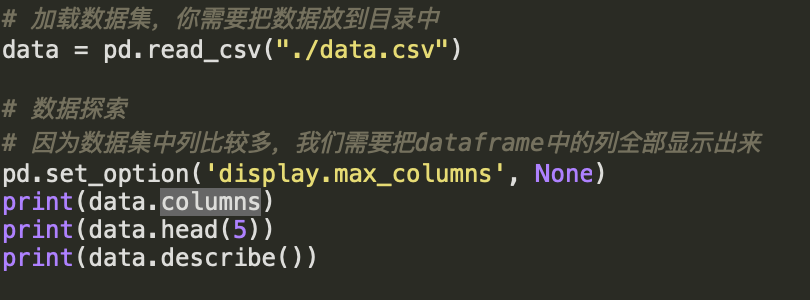 # 加载数据集，你需要把数据放到目录中
data = pd.read_csv("./data.csv")
# 数据探索
# 因为数据集中列比较多，我们需要把dataframe中的列全部显示出来
pd.set_option('display.max_columns', None)
print(data.columns)
print(data.head(5))
print(data.describe())